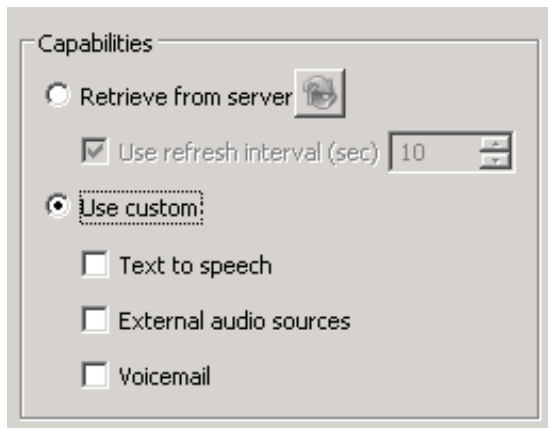 Capabilities
Retrieve from server
Use refresh interval (sec) 10
Use custom
Text to speech
External audio sources
Voicemail